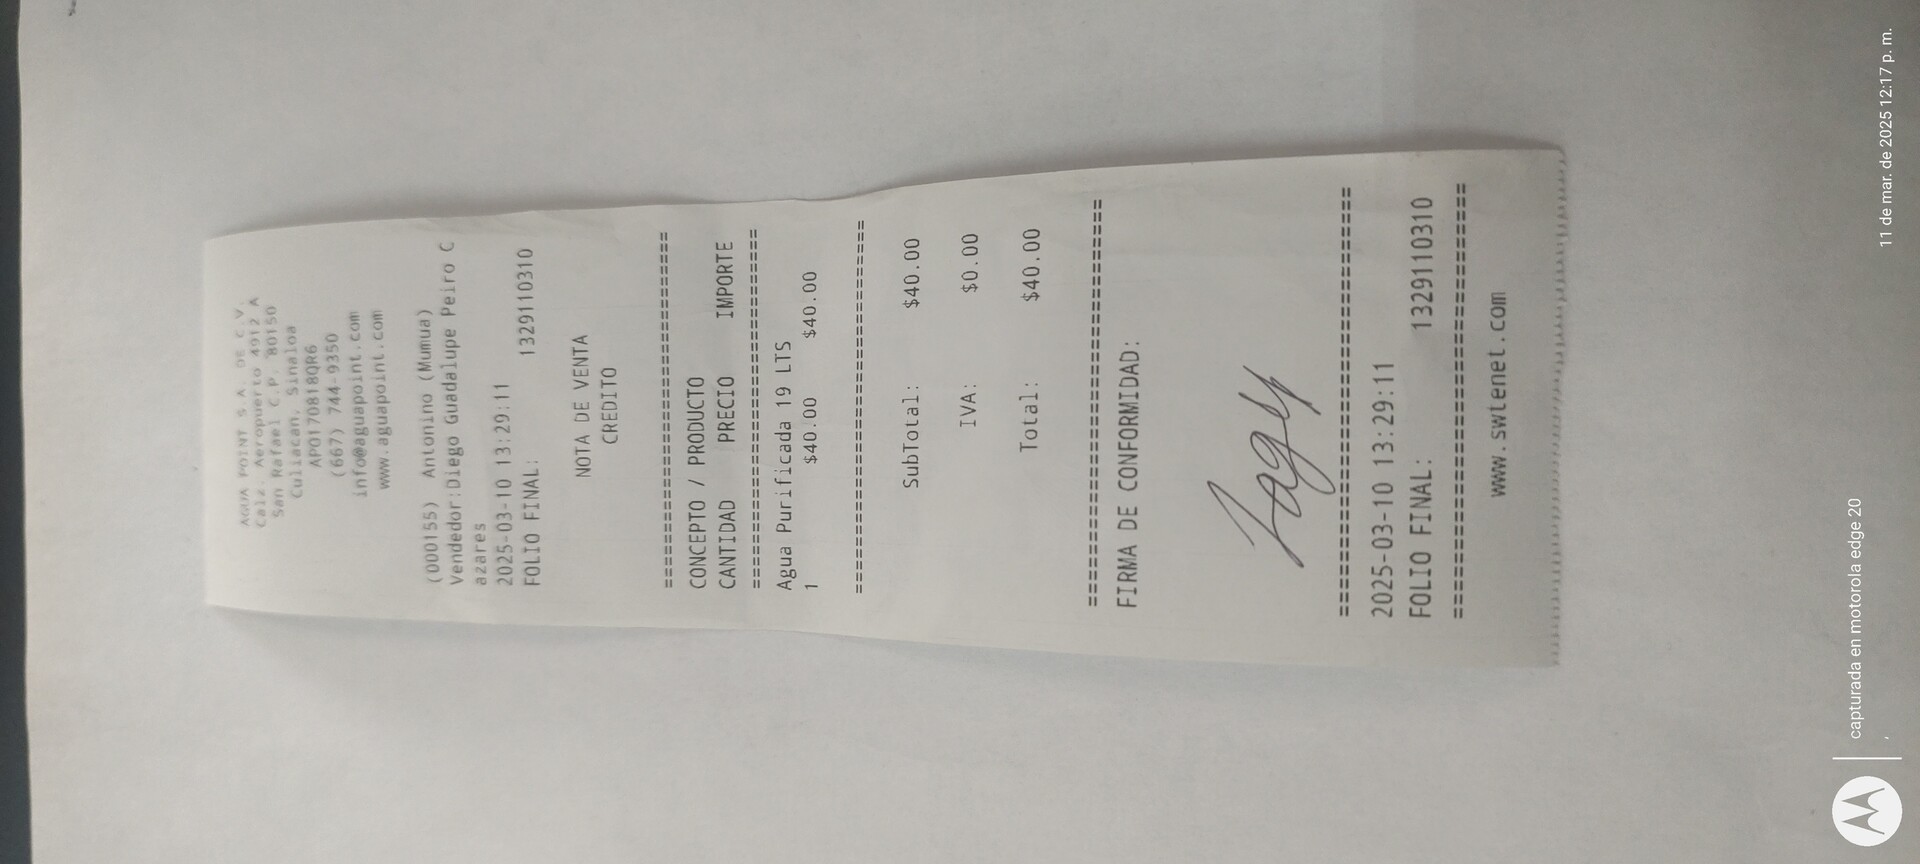 AGUA POINT S.A. DE C.V.
Calz. Aeropuerto 4912 A
San Rafael C.P. 80150
Culiacan, Sinaloa
APO170818QR6
(667) 744-9350
info@aguapoint.com
www.aguapoint.com
(000155) Antonino (Mumua)
Vendedor:Diego Guadalupe Peiro C
azares
2025-03-10 13:29:11
FOLIO FINAL: 1329110310
NOTA DE VENTA
CREDITO
================================
CONCEPTO / PRODUCTO
CANTIDAD PRECIO IMPORTE
================================
Agua Purificada 19 LTS
1 $40.00 $40.00
================================
SubTotal: $40.00
IVA: $0.00
Total: $40.00
================================
FIRMA DE CONFORMIDAD:
================================
2025-03-10 13:29:11
FOLIO FINAL: 1329110310
================================
www.swtenet.com
capturada en motorola edge 20
11 de mar. de 2025 12:17 p. m.